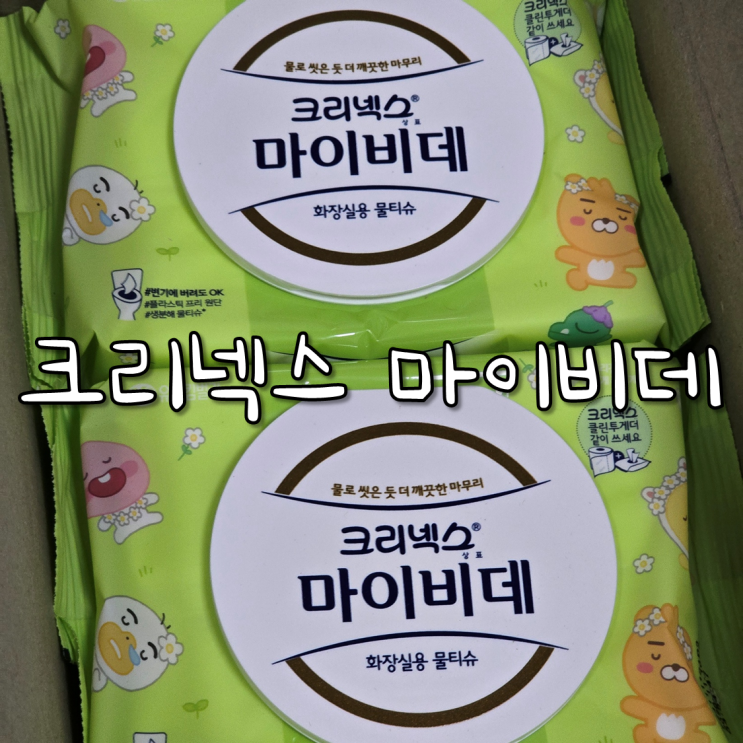 크리넥스
클린투게더
같이 쓰세요
물로 씻은 듯 더 깨끗한 마무리
크리넥스®
상표
마이비데
화장실용 물티슈
#변기에 버려도 OK
#플라스틱 프리 원단
#생분해 물티슈*
크리넥스 마이비데
크리넥스
클린투게더
같이 쓰세요
물로 씻은 듯 더 깨끗한 마무리
크리넥스®
상표
마이비데
화장실용 물티슈